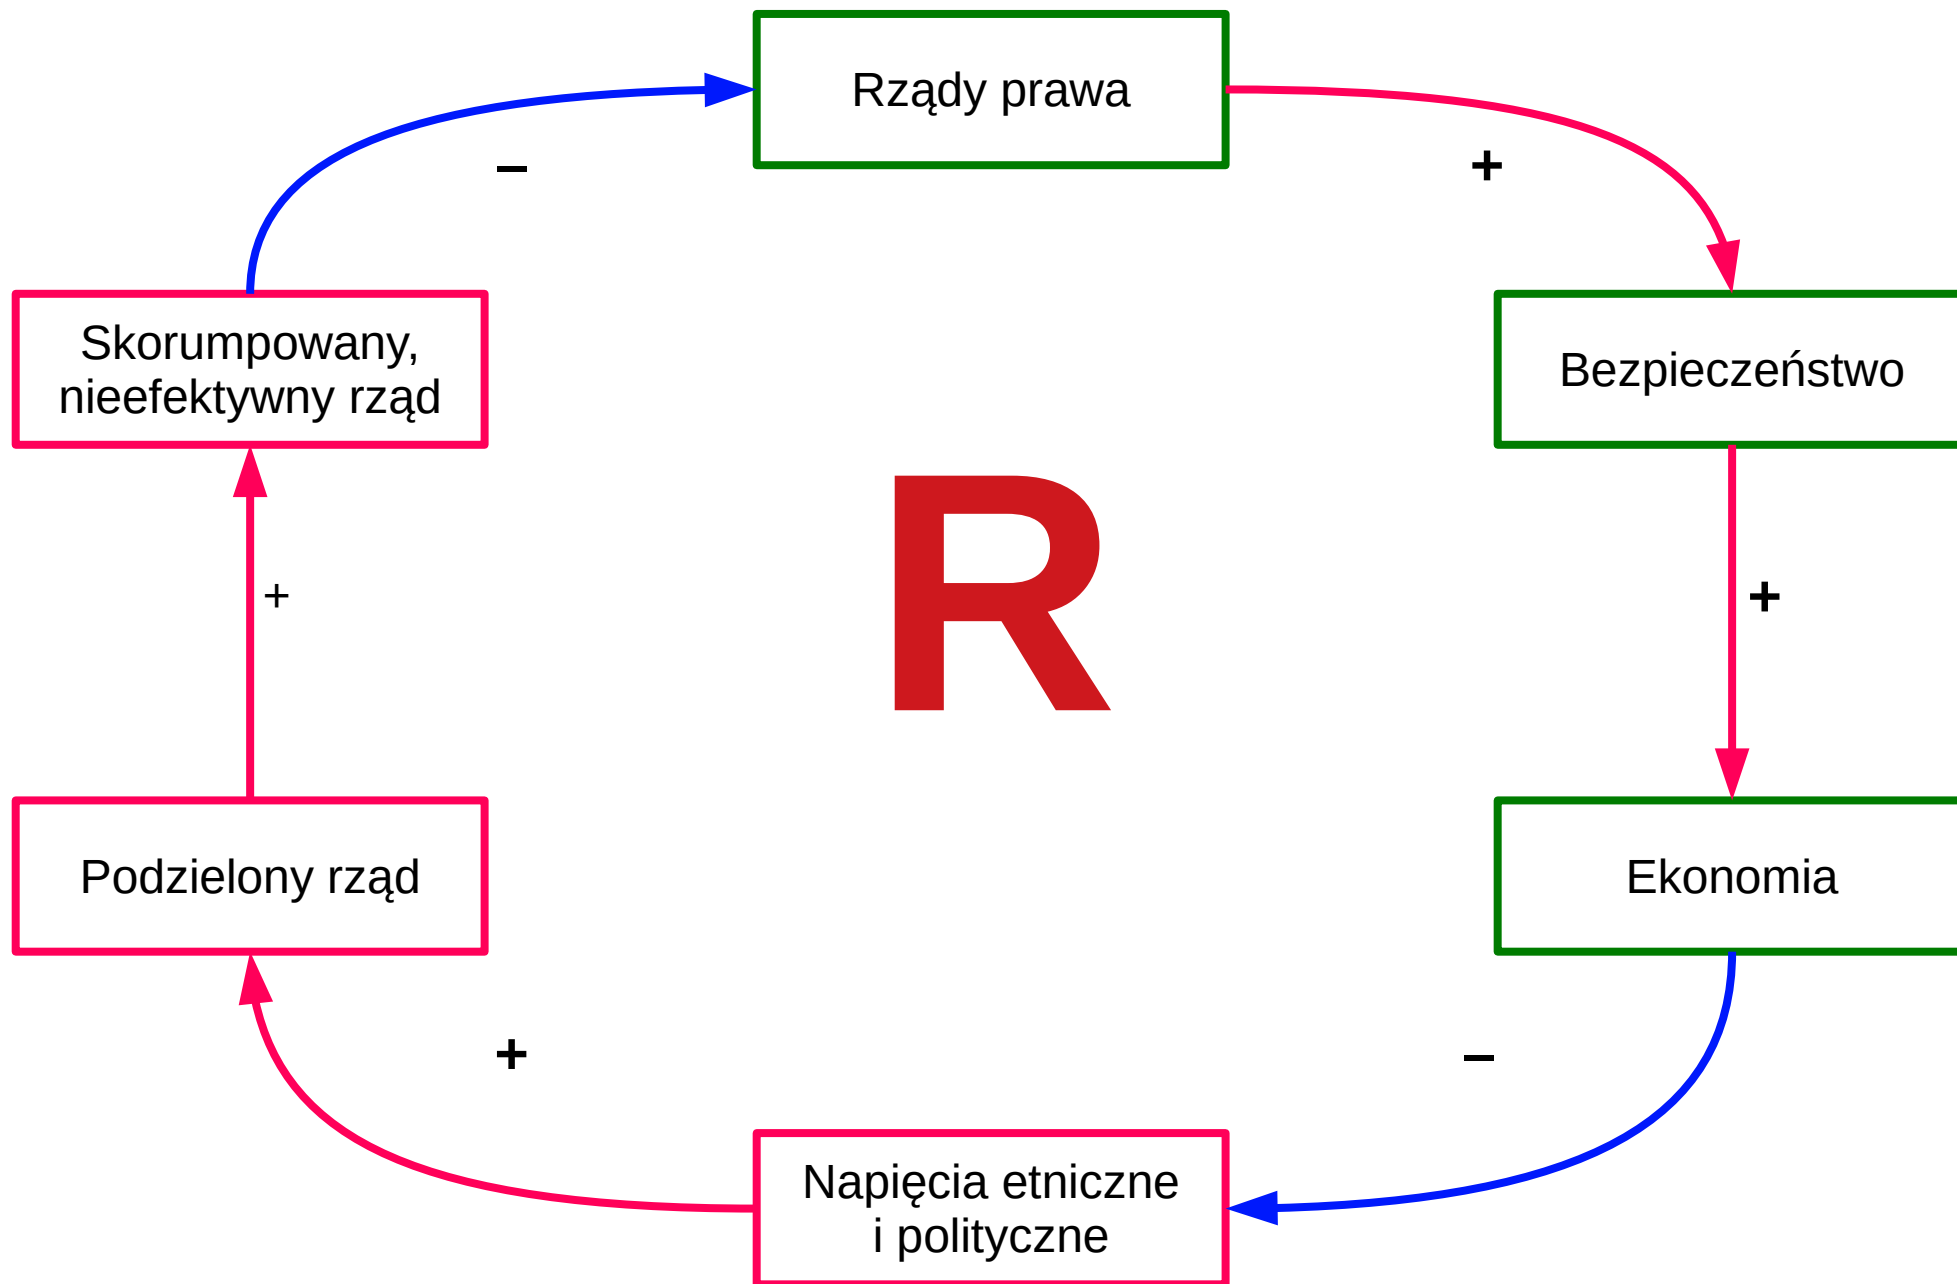 Rządy prawa
–
+
Skorumpowany,
nieefektywny rząd
Bezpieczeństwo
R
+
+
Podzielony rząd
Ekonomia
+
–
Napięcia etniczne
i polityczne